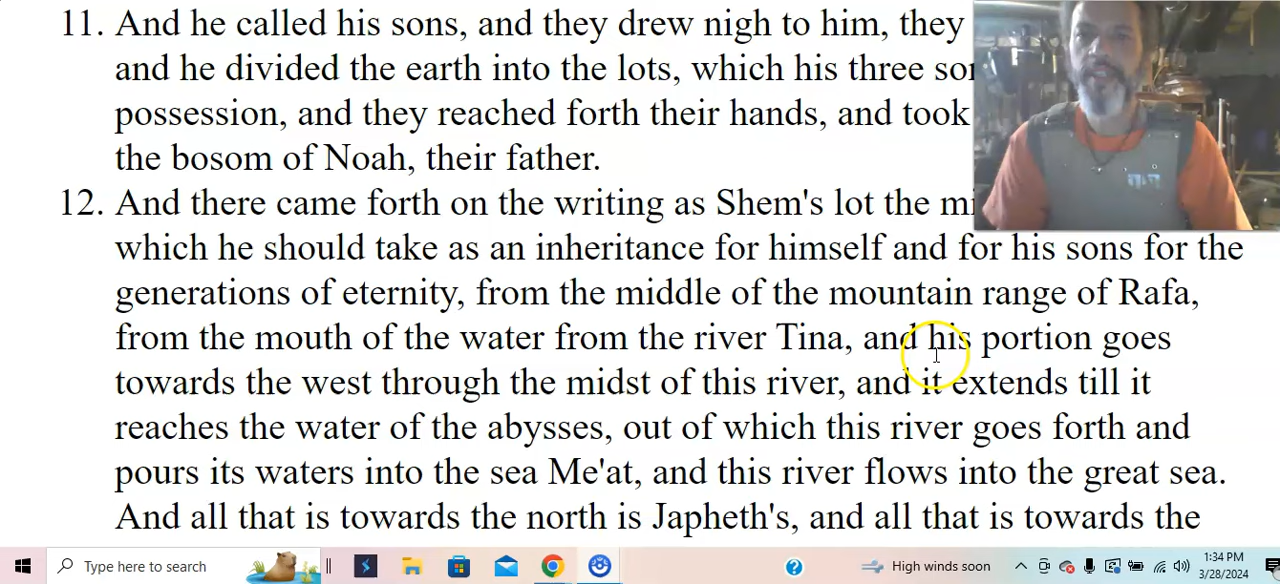 11. And he called his sons, and they drew nigh to him, they
and he divided the earth into the lots, which his three
possession, and they reached forth their hands, and took
the bosom of Noah, their father.
12. And there came forth on the writing as Shem's lot the
which he should take as an inheritance for himself and for his sons for the
generations of eternity, from the middle of the mountain range of Rafa,
from the mouth of the water from the river Tina, and his portion goes
towards the west through the midst of this river, and it extends till it
reaches the water of the abysses, out of which this river goes forth and
pours its waters into the sea Me'at, and this river flows into the great sea.
And all that is towards the north is Japheth's, and all that is towards the
Type here to search
High winds soon
1:34 PM
3/28/2024